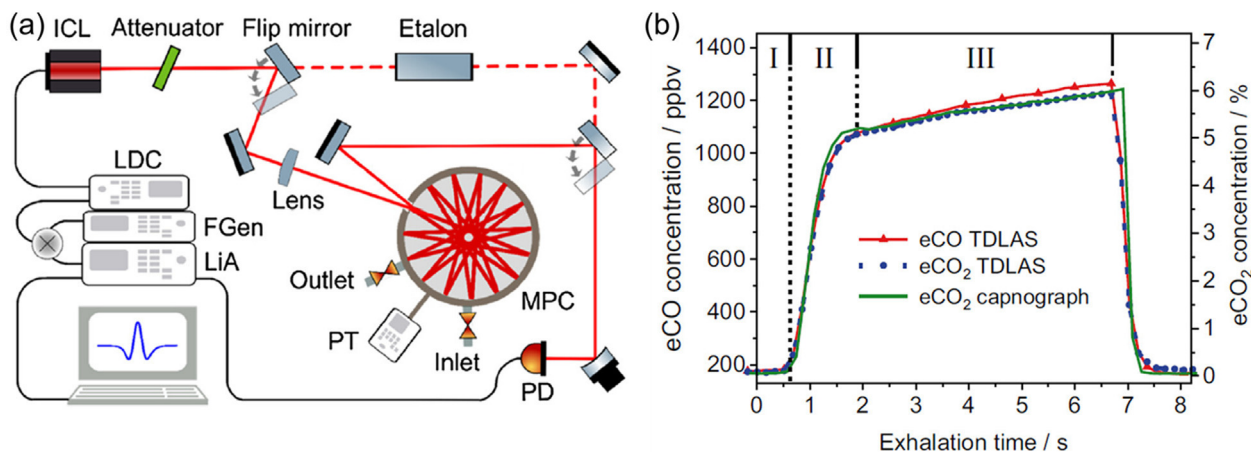 (a)
ICL
Attenuator
Flip mirror
Etalon
LDC
FGen
LiA
Lens
Outlet
MPC
PT
Inlet
PD
(b)
I
II
III
1400
1200
1000
800
600
400
200
eCO concentration / ppbv
7
6
5
4
3
2
1
0
eCO₂ concentration / %
eCO TDLAS
eCO₂ TDLAS
eCO₂ capnograph
0 1 2 3 4 5 6 7 8
Exhalation time / s